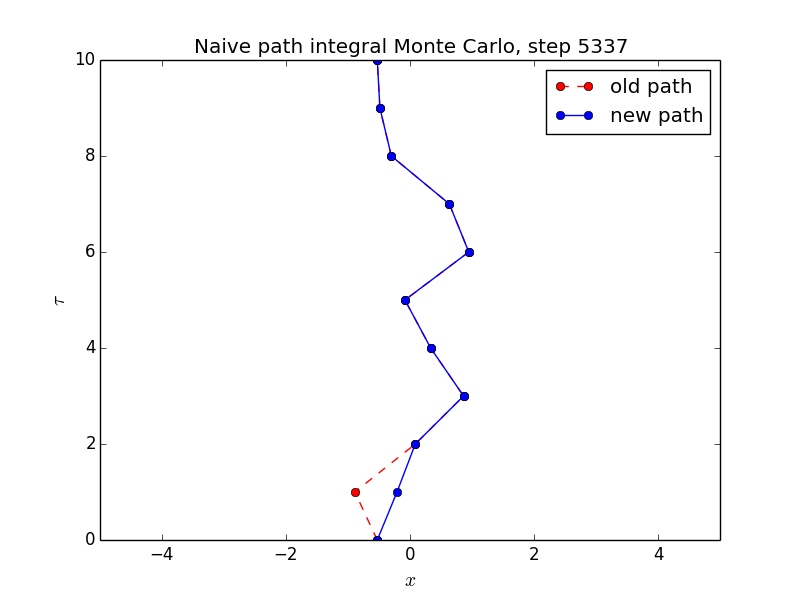 Naive path integral Monte Carlo, step 5337
old path
new path
10
8
6
4
2
0
τ
−4 −2 0 2 4
x